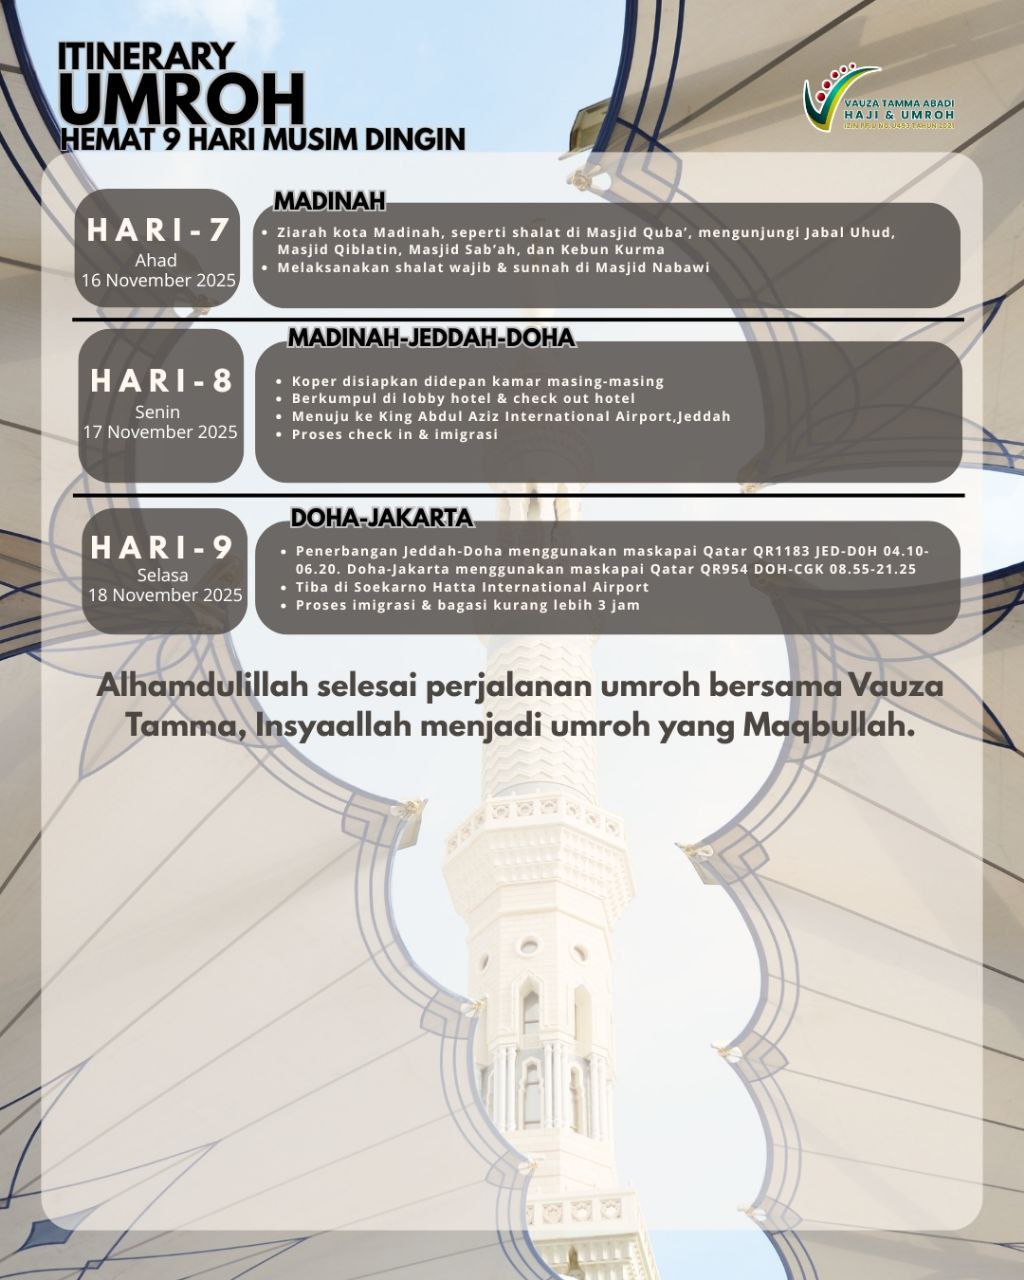 ITINERARY
UMROH
HEMAT 9 HARI MUSIM DINGIN
VAUZA TAMMA ABADI
HAJI & UMROH
HARI-7
Ahad
16 November 2025
MADINAH
• Ziarah kota Madinah, seperti shalat di Masjid Quba’, mengunjungi Jabal Uhud,
Masjid Qiblatin, Masjid Sab’ah, dan Kebun Kurma
• Melaksanakan shalat wajib & sunnah di Masjid Nabawi
HARI-8
Senin
17 November 2025
MADINAH-JEDDAH-DOHA
• Koper disiapkan didepan kamar masing-masing
• Berkumpul di lobby hotel & check out hotel
• Menuju ke King Abdul Aziz International Airport,Jeddah
• Proses check in & imigrasi
HARI-9
Selasa
18 November 2025
DOHA-JAKARTA
• Penerbangan Jeddah-Doha menggunakan maskapai Qatar QR1183 JED-D0H 04.10-
06.20. Doha-Jakarta menggunakan maskapai Qatar QR954 DOH-CGK 08.55-21.25
• Tiba di Soekarno Hatta International Airport
• Proses imigrasi & bagasi kurang lebih 3 jam
Alhamdulillah selesai perjalanan umroh bersama Vauza
Tamma, Insyaallah menjadi umroh yang Maqbullah.